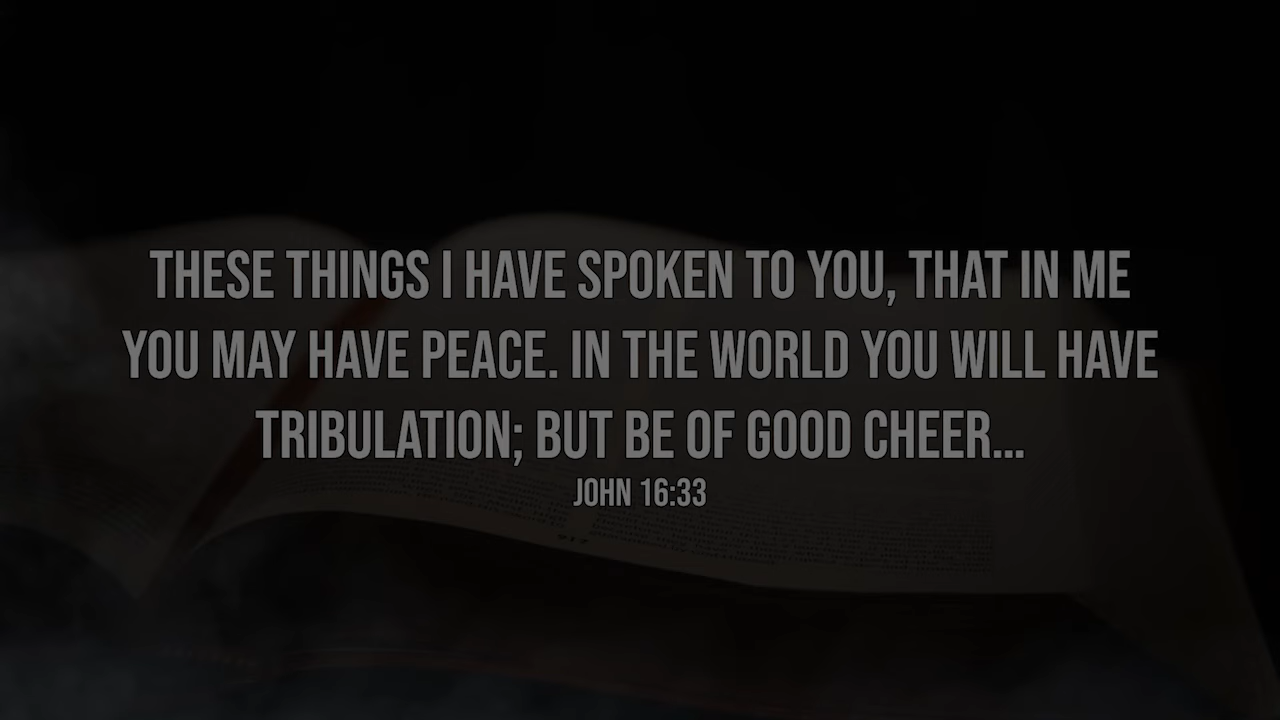 THESE THINGS I HAVE SPOKEN TO YOU, THAT IN ME
YOU MAY HAVE PEACE. IN THE WORLD YOU WILL HAVE
TRIBULATION; BUT BE OF GOOD CHEER...
JOHN 16:33
917